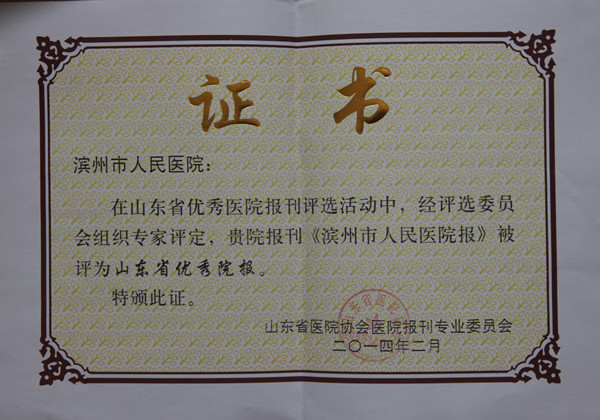 证书
滨州市人民医院：
在山东省优秀医院报刊评选活动中，经评选委员
会组织专家评定，贵院报刊《滨州市人民医院报》被
评为山东省优秀院报。
特颁此证。
山东省医院协会医院报刊专业委员会
二〇一四年二月